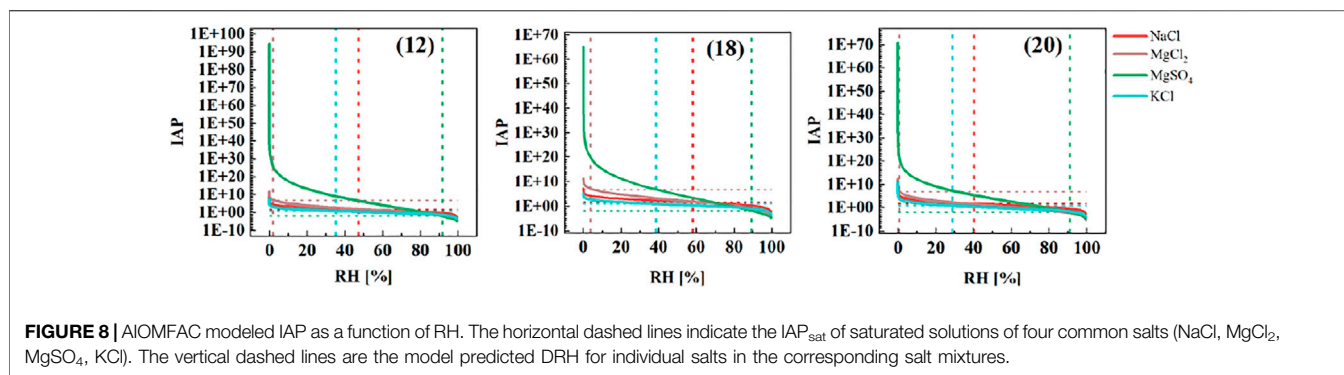 1E+100
1E+90
1E+80
1E+70
1E+60
1E+50
1E+40
1E+30
1E+20
1E+10
1E+00
1E-10
IAP
(12)
0 20 40 60 80 100
RH [%]
1E+80
1E+70
1E+60
1E+50
1E+40
1E+30
1E+20
1E+10
1E+00
1E-10
IAP
(18)
0 20 40 60 80 100
RH [%]
1E+70
1E+60
1E+50
1E+40
1E+30
1E+20
1E+10
1E+00
1E-10
IAP
(20)
0 20 40 60 80 100
RH [%]
NaCl
MgCl₂
MgSO₄
KCl
FIGURE 8 | AIOMFAC modeled IAP as a function of RH. The horizontal dashed lines indicate the IAPsat of saturated solutions of four common salts (NaCl, MgCl₂,
MgSO₄, KCl). The vertical dashed lines are the model predicted DRH for individual salts in the corresponding salt mixtures.